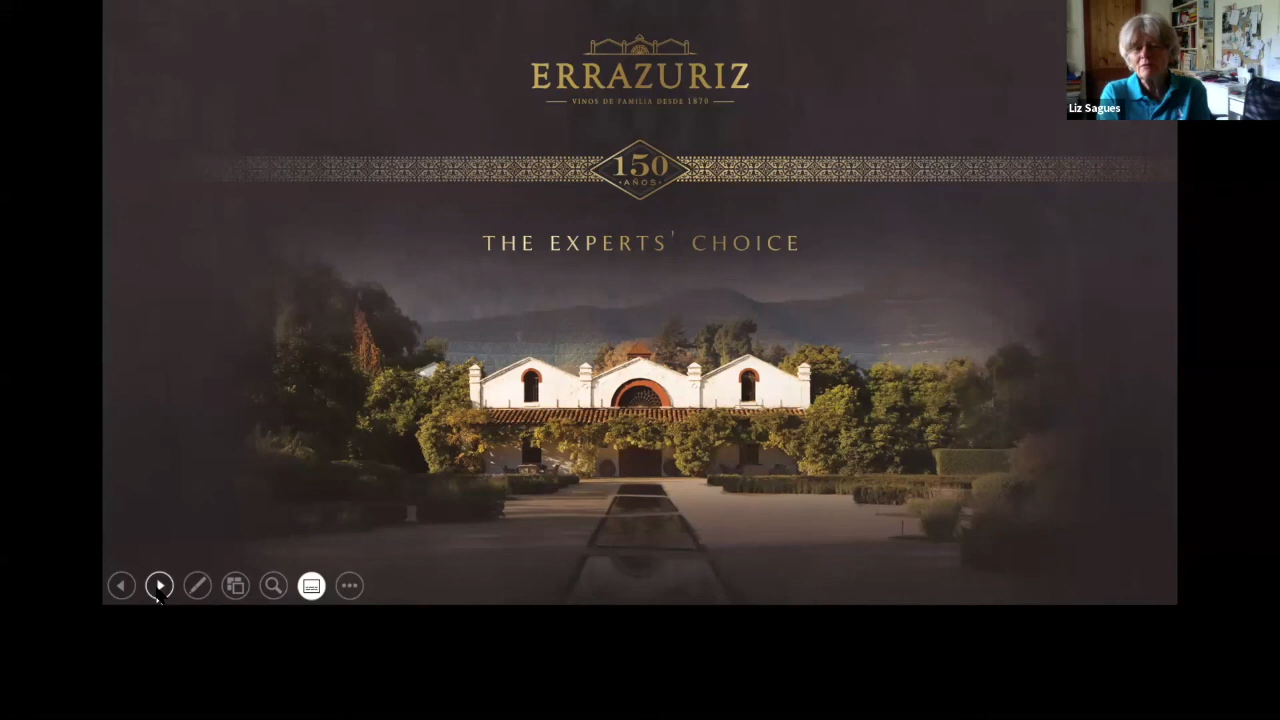 ERRAZURIZ
VINOS DE FAMILIA DESDE 1870
150
·AÑOS·
THE EXPERTS' CHOICE
Liz Sagues